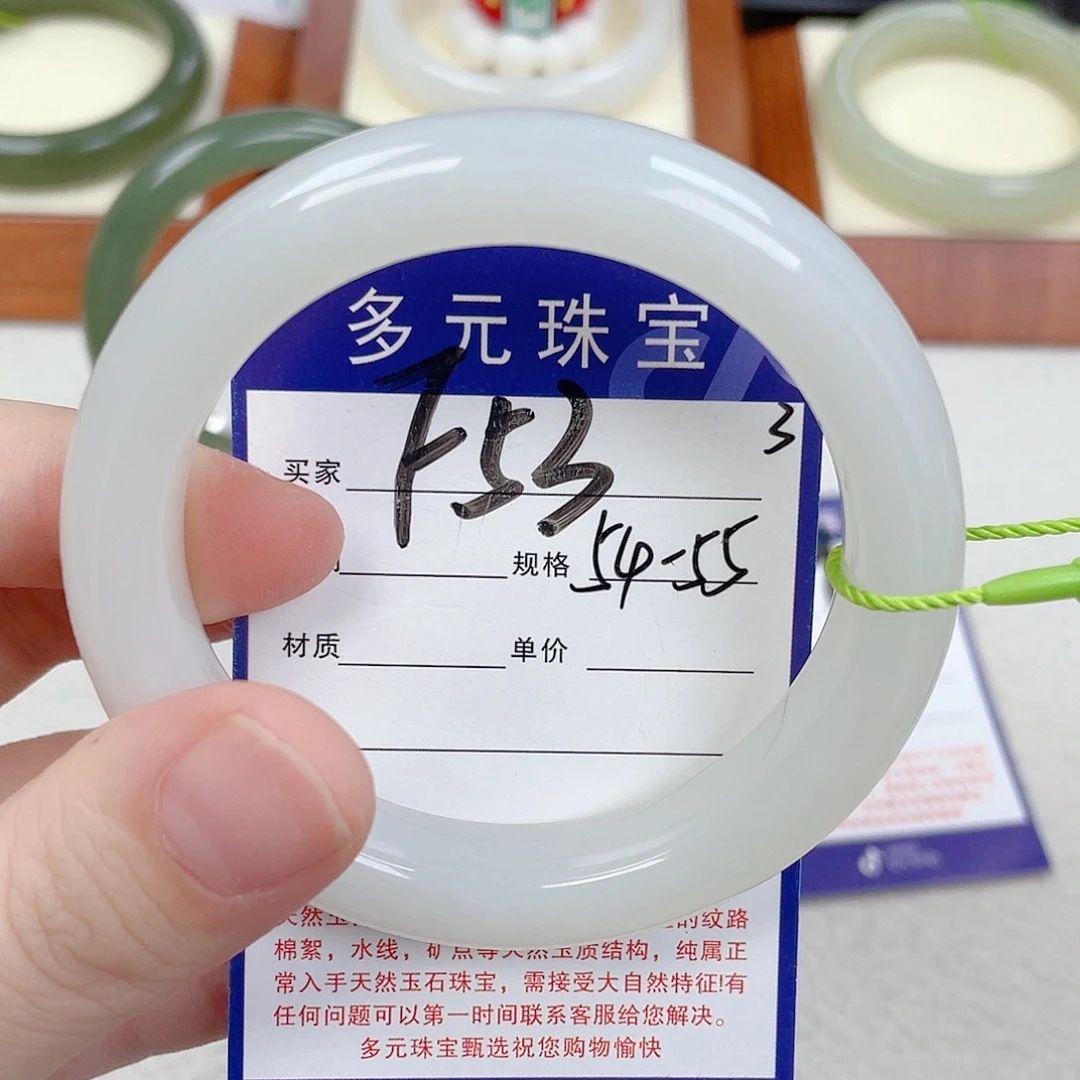 多元珠宝
F53
3
买家
规格 54-55
材质 单价
的纹路
棉絮，水线，矿点等天然玉质结构，纯属正
常入手天然玉石珠宝，需接受大自然特征!有
任何问题可以第一时间联系客服给您解决。
多元珠宝甄选祝您购物愉快